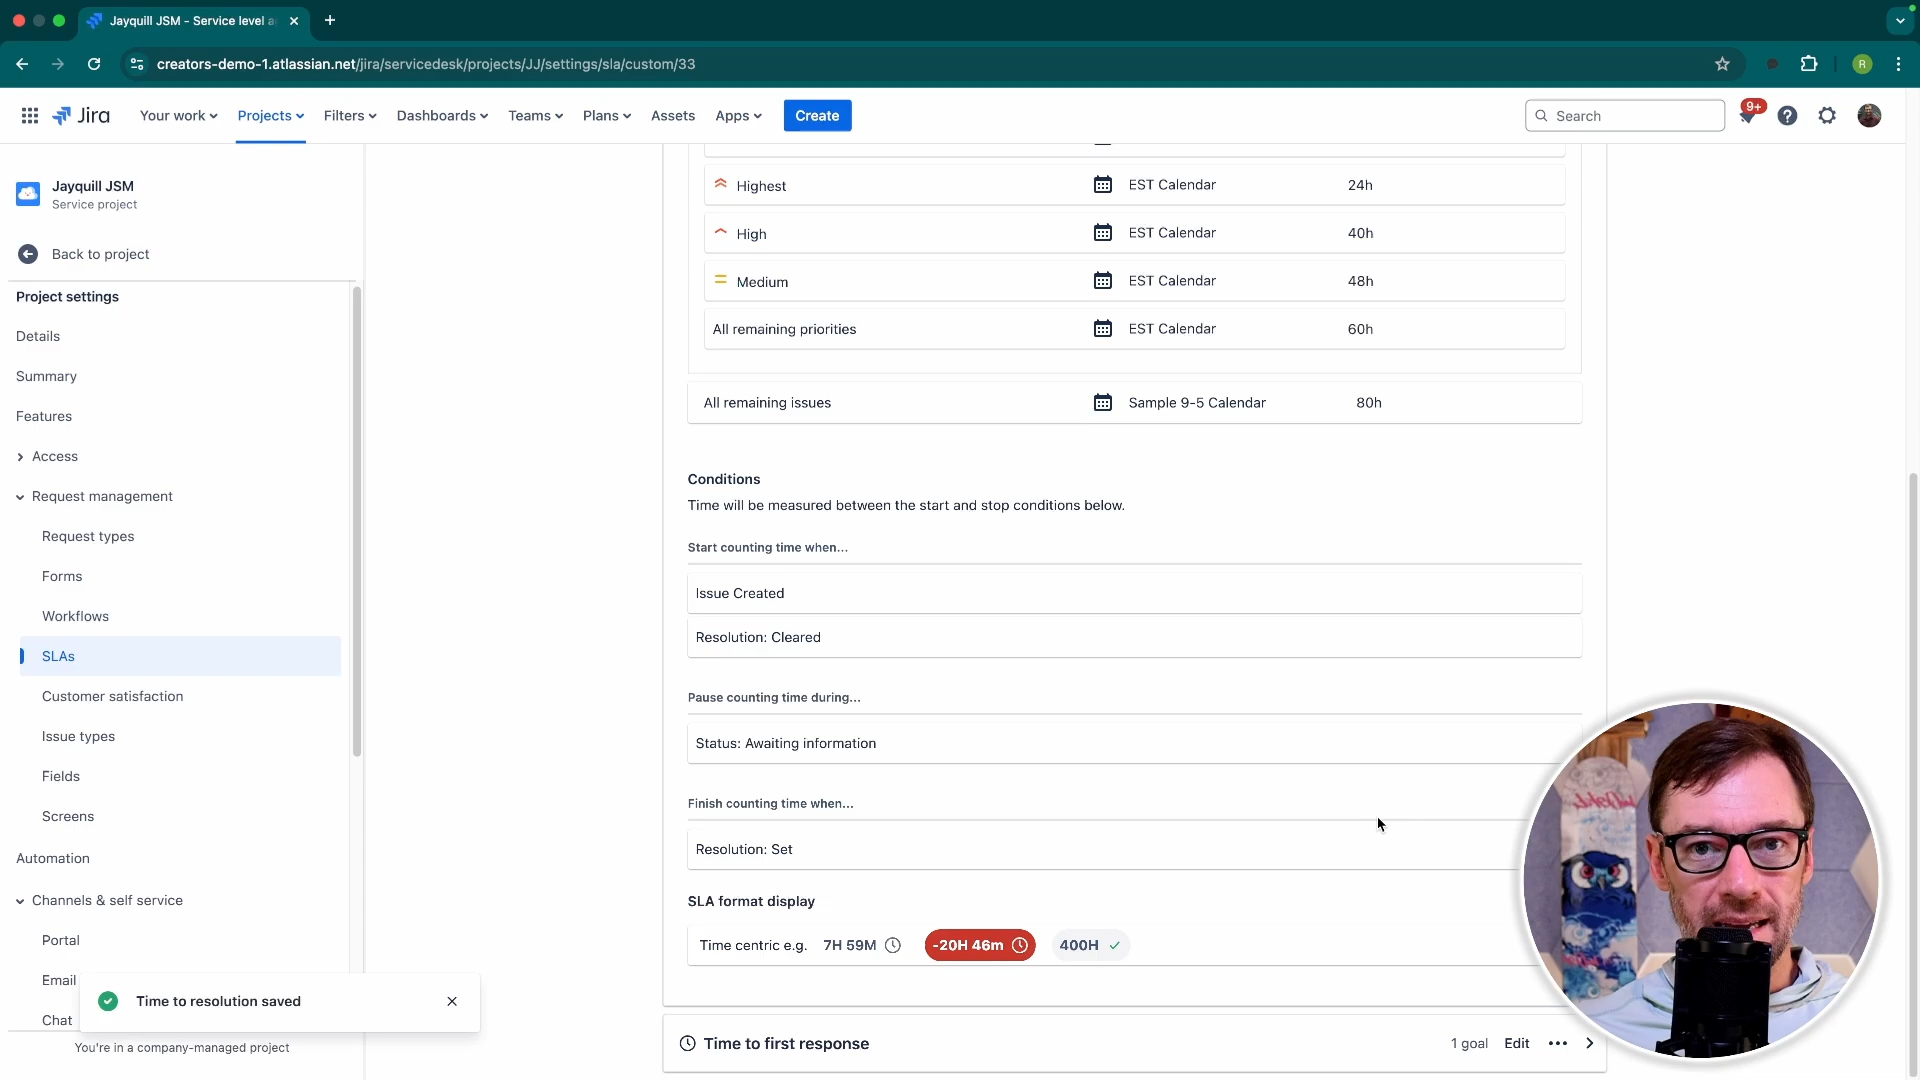 Jayquill JSM - Service level a
creators-demo-1.atlassian.net/jira/servicedesk/projects/JJ/settings/sla/custom/33
R
Jira
Your work
Projects
Filters
Dashboards
Teams
Plans
Assets
Apps
Create
Search
9+
Jayquill JSM
Service project
Back to project
Project settings
Details
Summary
Features
Access
Request management
Request types
Forms
Workflows
SLAs
Customer satisfaction
Issue types
Fields
Screens
Automation
Channels & self service
Portal
Email
Chat
Time to resolution saved
You're in a company-managed project
Highest EST Calendar 24h
High EST Calendar 40h
Medium EST Calendar 48h
All remaining priorities EST Calendar 60h
All remaining issues Sample 9-5 Calendar 80h
Conditions
Time will be measured between the start and stop conditions below.
Start counting time when...
Issue Created
Resolution: Cleared
Pause counting time during...
Status: Awaiting information
Finish counting time when...
Resolution: Set
SLA format display
Time centric e.g. 7H 59M -20H 46m 400H
Time to first response 1 goal Edit